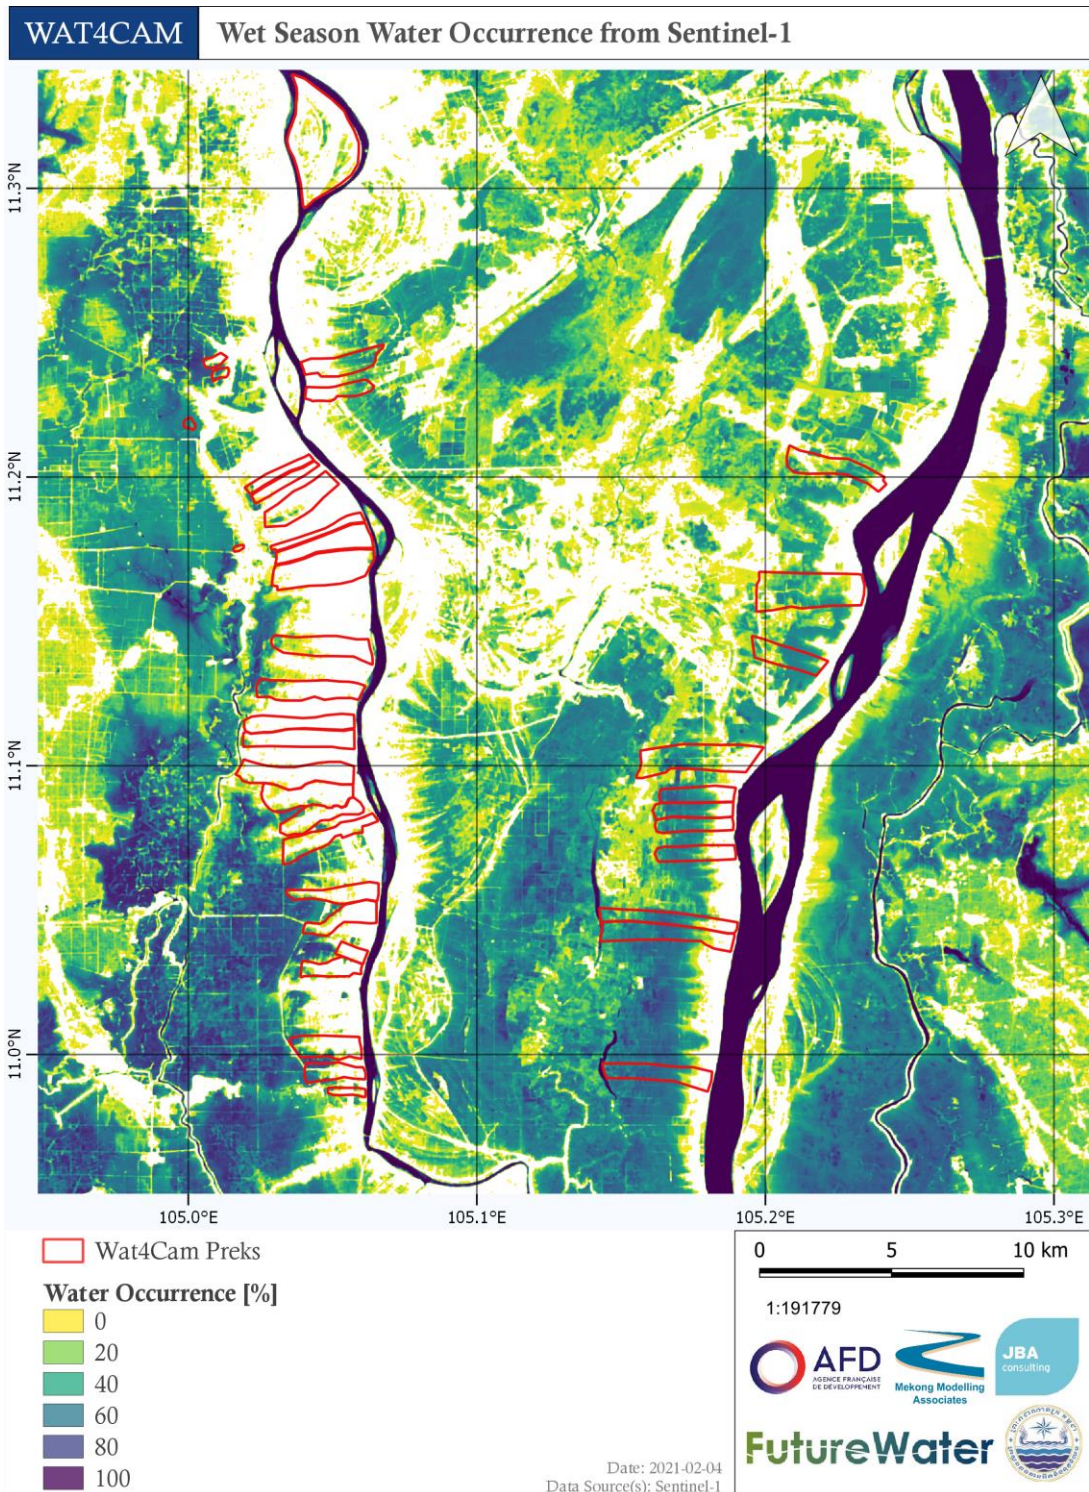 WAT4CAM
Wet Season Water Occurrence from Sentinel-1
11.3°N
11.2°N
11.1°N
11.0°N
105.0°E
105.1°E
105.2°E
105.3°E
Wat4Cam Preks
Water Occurrence [%]
0
20
40
60
80
100
0
5
10 km
1:191779
AFD
AGENCE FRANÇAISE
DE DÉVELOPPEMENT
Mekong Modelling
Associates
JBA
consulting
FutureWater
Date: 2021-02-04
Data Source(s): Sentinel-1